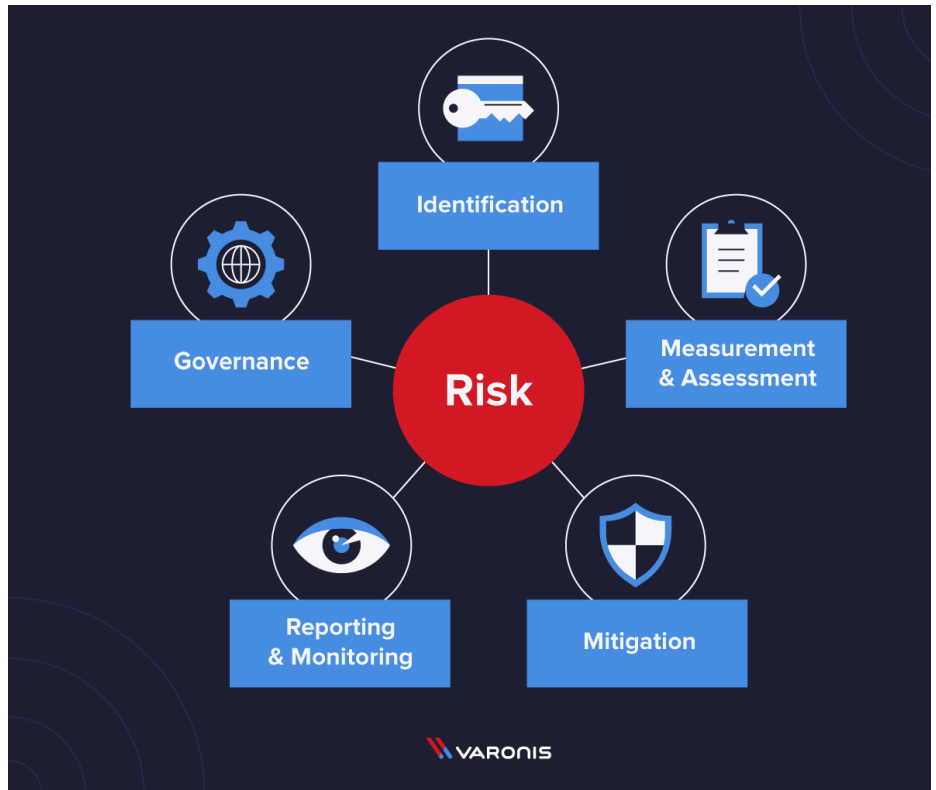 Identification
Governance
Measurement
& Assessment
Risk
Reporting
& Monitoring
Mitigation
VARONIS